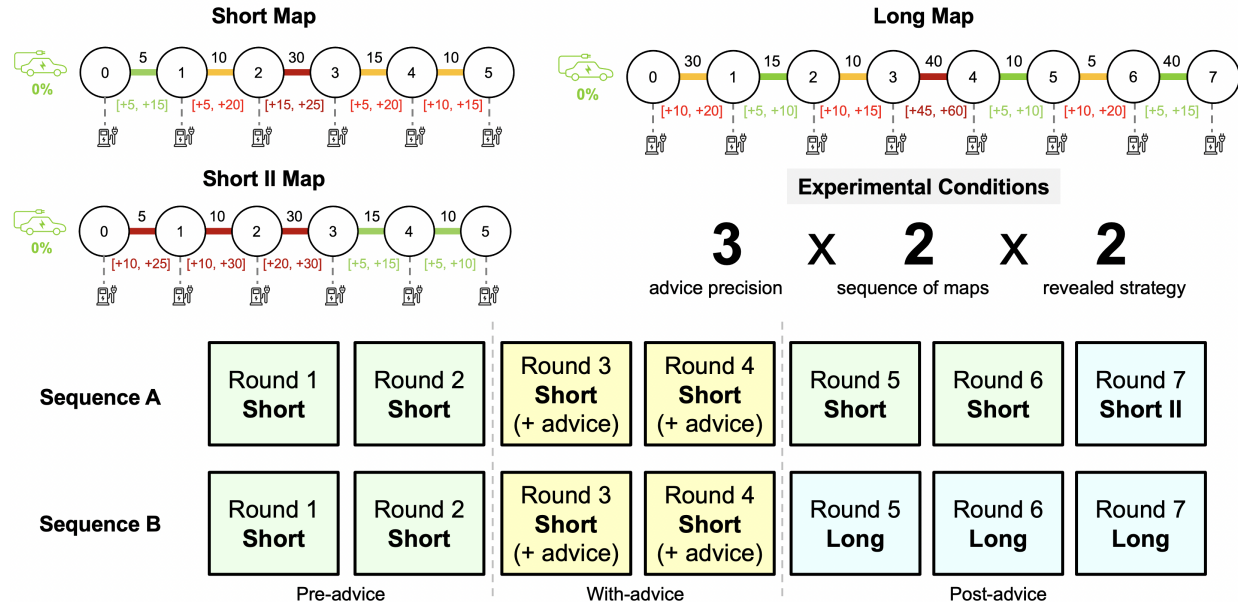 Short Map
5 10 30 15 10
0 1 2 3 4 5
0%
[+5, +15] [+5, +20] [+15, +25] [+5, +20] [+10, +15]
Long Map
30 15 10 40 10 5 40
0 1 2 3 4 5 6 7
0%
[+10, +20] [+5, +10] [+10, +15] [+45, +60] [+5, +10] [+10, +20] [+5, +15]
Short II Map
5 10 30 15 10
0 1 2 3 4 5
0%
[+10, +25] [+10, +30] [+20, +30] [+5, +15] [+5, +10]
Experimental Conditions
3 x 2 x 2
advice precision sequence of maps revealed strategy
Sequence A
Round 1
Short
Round 2
Short
Round 3
Short
(+ advice)
Round 4
Short
(+ advice)
Round 5
Short
Round 6
Short
Round 7
Short II
Sequence B
Round 1
Short
Round 2
Short
Round 3
Short
(+ advice)
Round 4
Short
(+ advice)
Round 5
Long
Round 6
Long
Round 7
Long
Pre-advice With-advice Post-advice